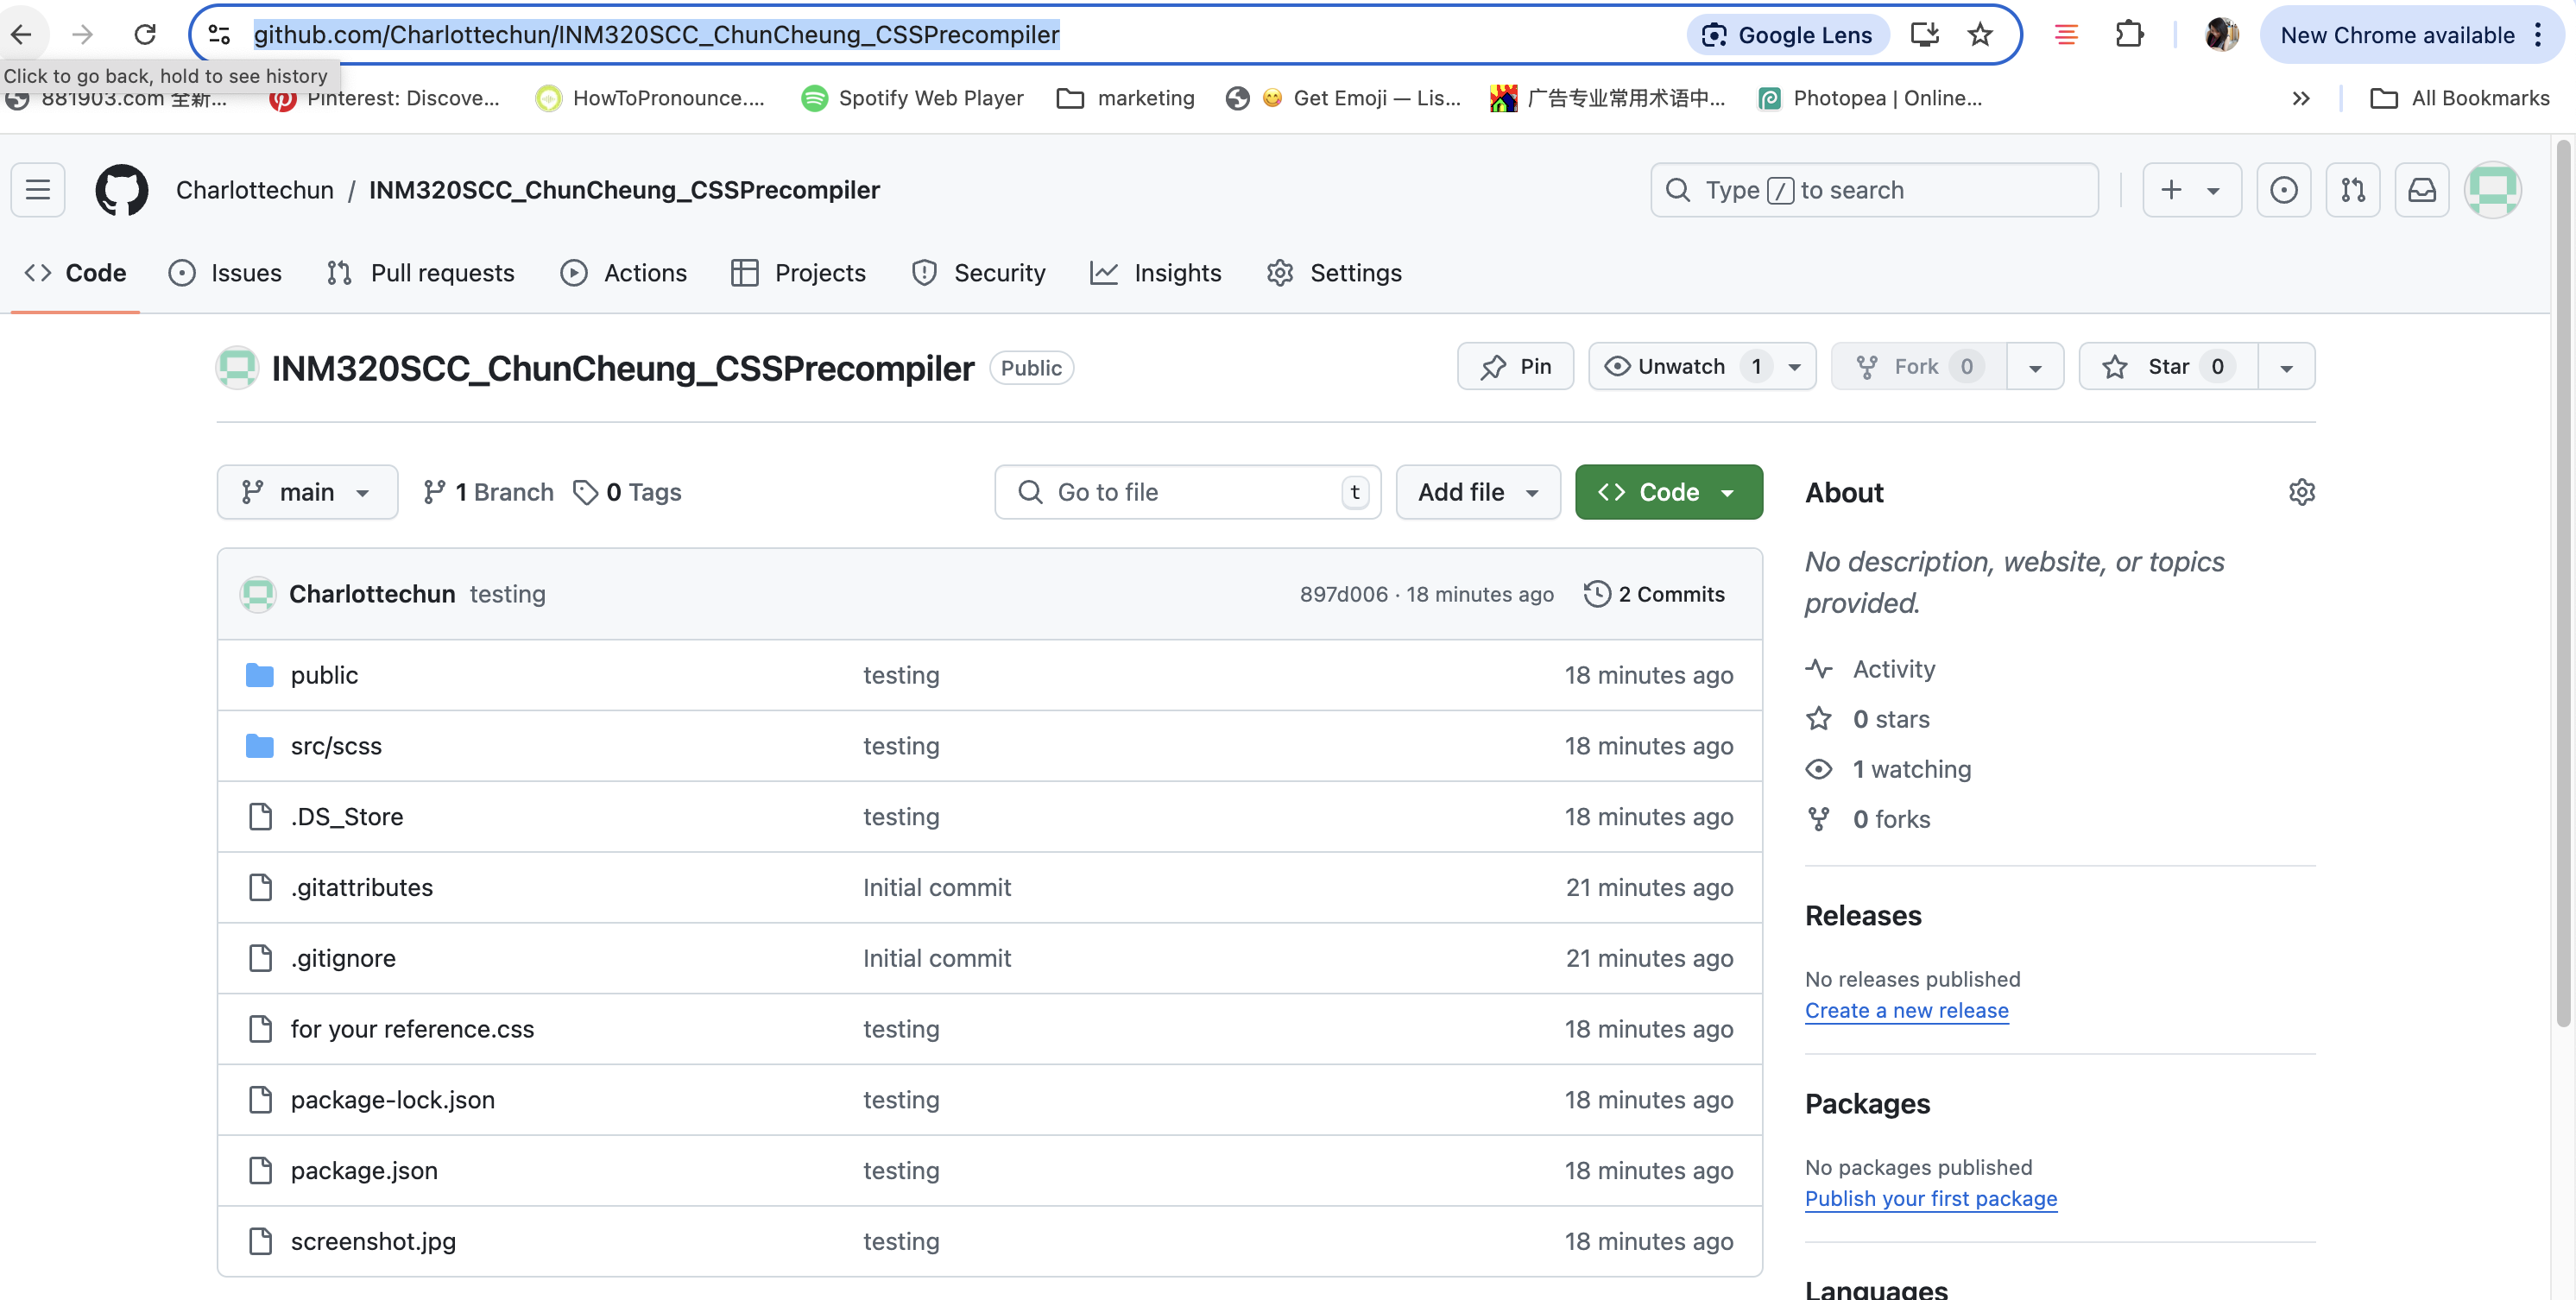 github.com/Charlottechun/INM320SCC_ChunCheung_CSSPrecompiler
Google Lens
New Chrome available
Click to go back, hold to see history
881903.com 全新...
Pinterest: Discove...
HowToPronounce....
Spotify Web Player
marketing
Get Emoji — Lis...
广告专业常用术语中...
Photopea | Online...
All Bookmarks
Charlottechun / INM320SCC_ChunCheung_CSSPrecompiler
Type / to search
Code
Issues
Pull requests
Actions
Projects
Security
Insights
Settings
INM320SCC_ChunCheung_CSSPrecompiler
Public
Pin
Unwatch 1
Fork 0
Star 0
main
1 Branch
0 Tags
Go to file
t
Add file
Code
About
No description, website, or topics
provided.
Charlottechun testing
897d006 · 18 minutes ago
2 Commits
public testing 18 minutes ago
src/scss testing 18 minutes ago
.DS_Store testing 18 minutes ago
.gitattributes Initial commit 21 minutes ago
.gitignore Initial commit 21 minutes ago
for your reference.css testing 18 minutes ago
package-lock.json testing 18 minutes ago
package.json testing 18 minutes ago
screenshot.jpg testing 18 minutes ago
Activity
0 stars
1 watching
0 forks
Releases
No releases published
Create a new release
Packages
No packages published
Publish your first package
Languages